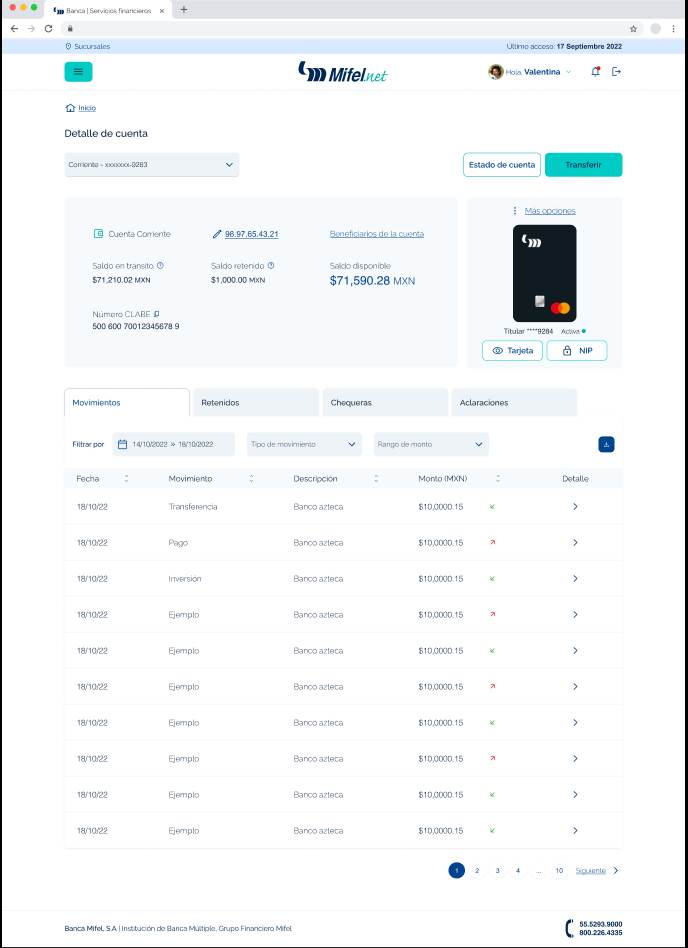 Banca | Servicios financieros
Sucursales
Último acceso: 17 Septiembre 2022
Mifel.net
Hola, Valentina
Inicio
Detalle de cuenta
Corriente - xxxxxxx-9263
Estado de cuenta
Transferir
Cuenta Corriente
96.97.65.43.21
Beneficiarios de la cuenta
Saldo en transito
Saldo retenido
Saldo disponible
$71,210.02 MXN
$1,000.00 MXN
$71,590.28 MXN
Número CLABE
500 600 70012345678 9
Mas opciones
Titular ****9284 Activa
Tarjeta
NIP
Movimientos
Retenidos
Chequeras
Aclaraciones
Filtrar por
14/10/2022 » 18/10/2022
Tipo de movimiento
Rango de monto
Fecha Movimiento Descripción Monto (MXN) Detalle
18/10/22 Transferencia Banco azteca $10,0000.15
18/10/22 Pago Banco azteca $10,0000.15
18/10/22 Inversión Banco azteca $10,0000.15
18/10/22 Ejemplo Banco azteca $10,0000.15
18/10/22 Ejemplo Banco azteca $10,0000.15
18/10/22 Ejemplo Banco azteca $10,0000.15
18/10/22 Ejemplo Banco azteca $10,0000.15
18/10/22 Ejemplo Banco azteca $10,0000.15
18/10/22 Ejemplo Banco azteca $10,0000.15
18/10/22 Ejemplo Banco azteca $10,0000.15
1 2 3 4 ... 10 Siguiente
Banca Mifel, S.A | Institución de Banca Múltiple, Grupo Financiero Mifel
55.5293.9000
800.226.4335